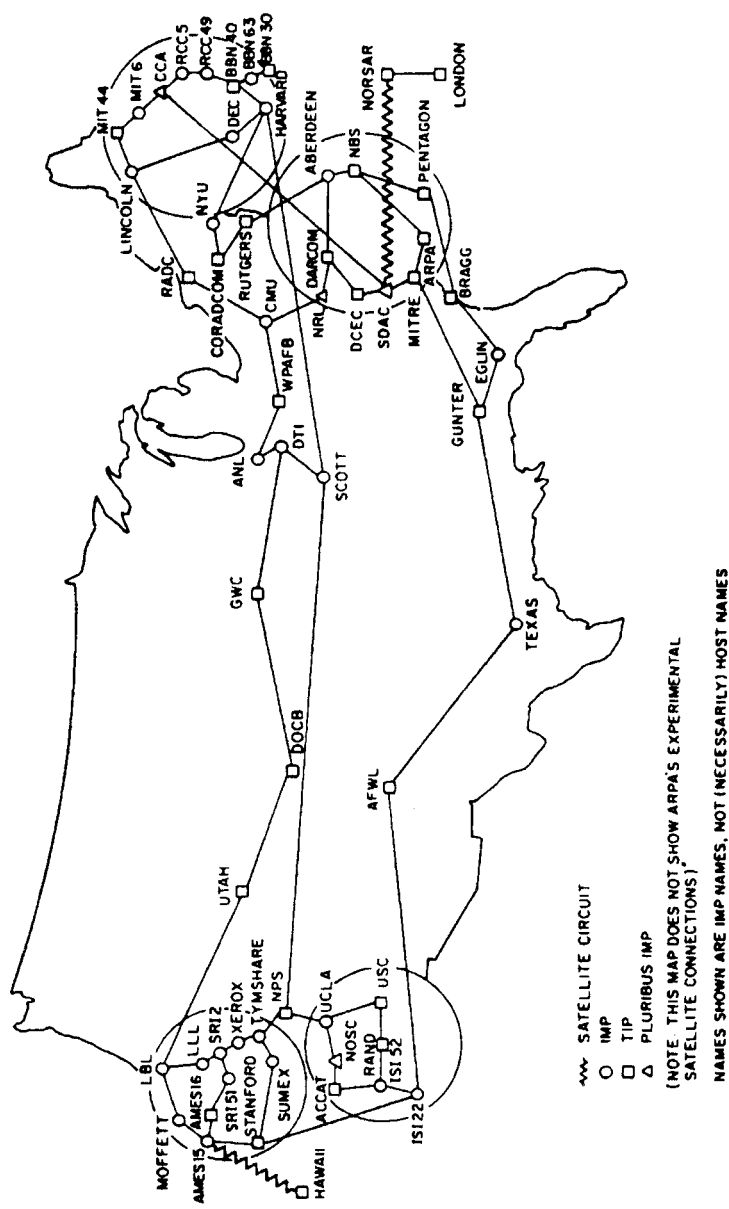 MOFFETT
LBL
LLL
AMES16
SRI2
XEROX
TYMSHARE
AMES15
SRI51
STANFORD
SUMEX
NPS
HAWAII
ACCAT
NOSC
UCLA
RAND
USC
ISI52
ISI22
UTAH
DOCB
AFWL
GWC
TEXAS
ANL
DTI
SCOTT
WPAFB
GUNTER
EGLIN
BRAGG
RADC
CORADCOM
CMU
RUTGERS
NYU
LINCOLN
MIT 44
MIT 6
CCA
RCC5
RCC49
BBN40
BBN63
BBN30
DEC
HARVARD
ABERDEEN
NBS
DARCOM
NRL
DCEC
SDAC
MITRE
ARPA
PENTAGON
NORSAR
LONDON
SATELLITE CIRCUIT
IMP
TIP
PLURIBUS IMP
(NOTE: THIS MAP DOES NOT SHOW ARPA'S EXPERIMENTAL
SATELLITE CONNECTIONS)
NAMES SHOWN ARE IMP NAMES, NOT (NECESSARILY) HOST NAMES